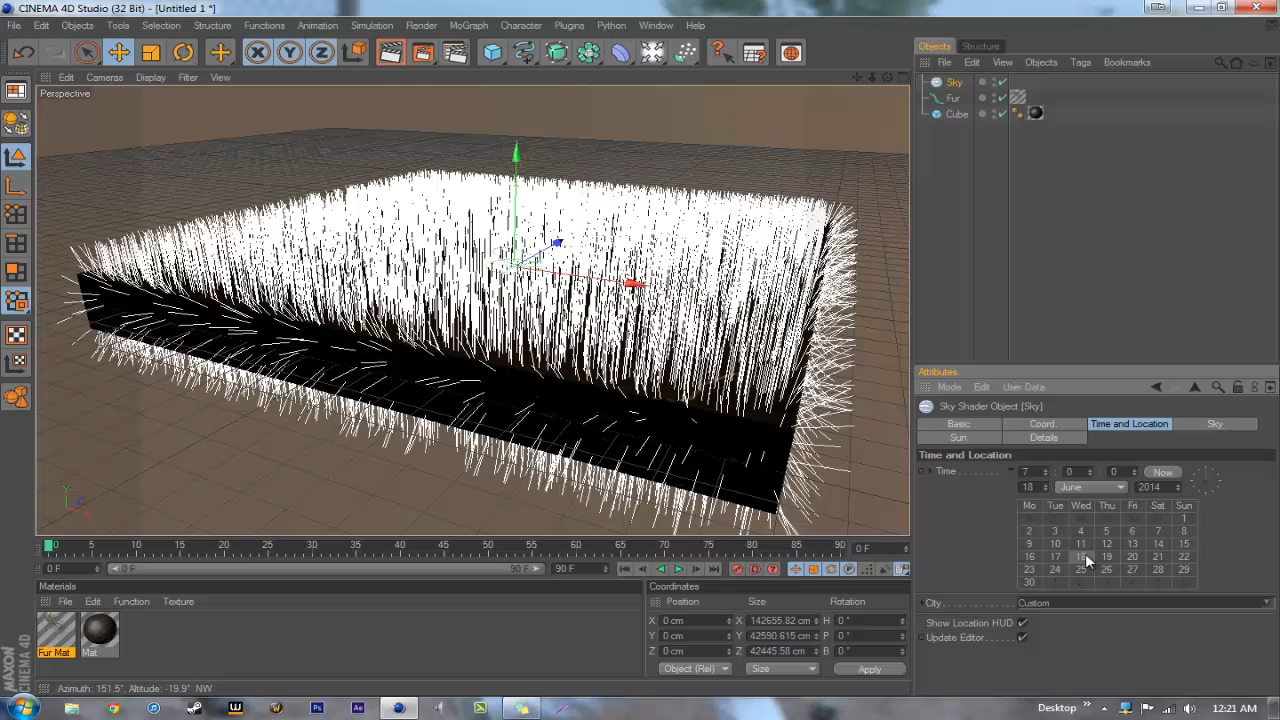 CINEMA 4D Studio (32 Bit) - [Untitled 1 *]
File Edit Objects Tools Selection Structure Functions Animation Simulation Render MoGraph Character Plugins Python Window Help
Edit Cameras Display Filter View
Perspective
Objects Structure
File Edit View Objects Tags Bookmarks
Sky
Fur
Cube
Attributes
Mode Edit User Data
Sky Shader Object [Sky]
Basic Coord. Time and Location Sky
Sun Details
Time and Location
Time 7 : 0 : 0 Now
18 June 2014
Mo Tue Wed Thu Fri Sat Sun
1
2 3 4 5 6 7 8
9 10 11 12 13 14 15
16 17 18 19 20 21 22
23 24 25 26 27 28 29
30
City Custom
Show Location HUD
Update Editor
0 5 10 15 20 25 30 35 40 45 50 55 60 65 70 75 80 85 90 0 F
0 F 0 F 90 F 90 F
Materials
File Edit Function Texture
Fur Mat Mat
Coordinates
Position Size Rotation
X 0 cm X 142655.82 cm H 0 °
Y 0 cm Y 42590.615 cm P 0 °
Z 0 cm Z 42445.58 cm B 0 °
Object (Rel) Size Apply
MAXON CINEMA 4D
Azimuth: 151.5°, Altitude: -19.9° NW
Desktop 12:21 AM